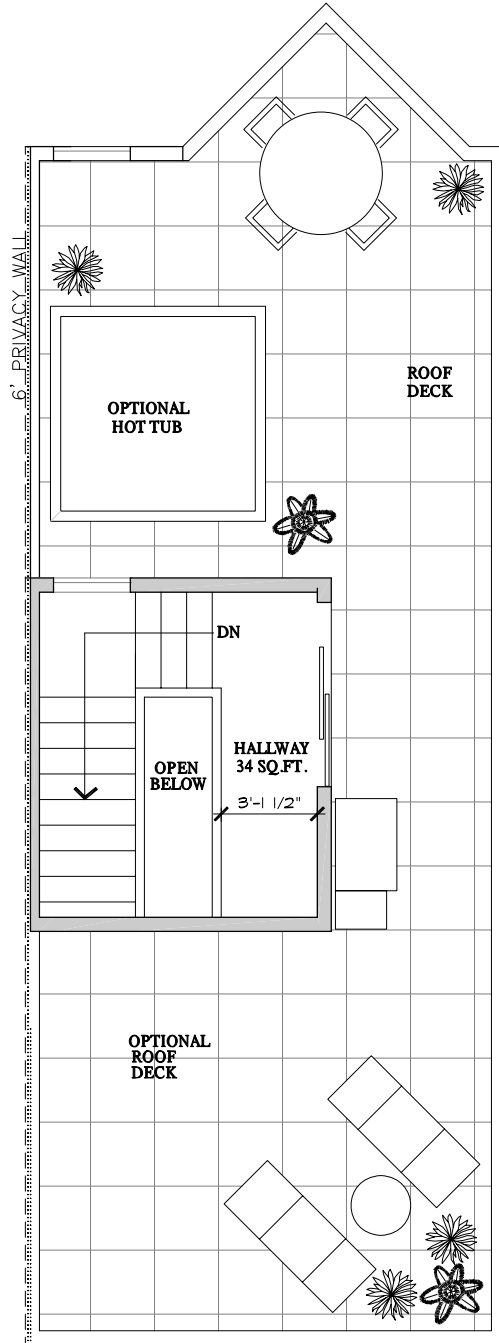 6' PRIVACY WALL
ROOF
DECK
OPTIONAL
HOT TUB
DN
HALLWAY
34 SQ.FT.
OPEN
BELOW
3'-1 1/2"
OPTIONAL
ROOF
DECK